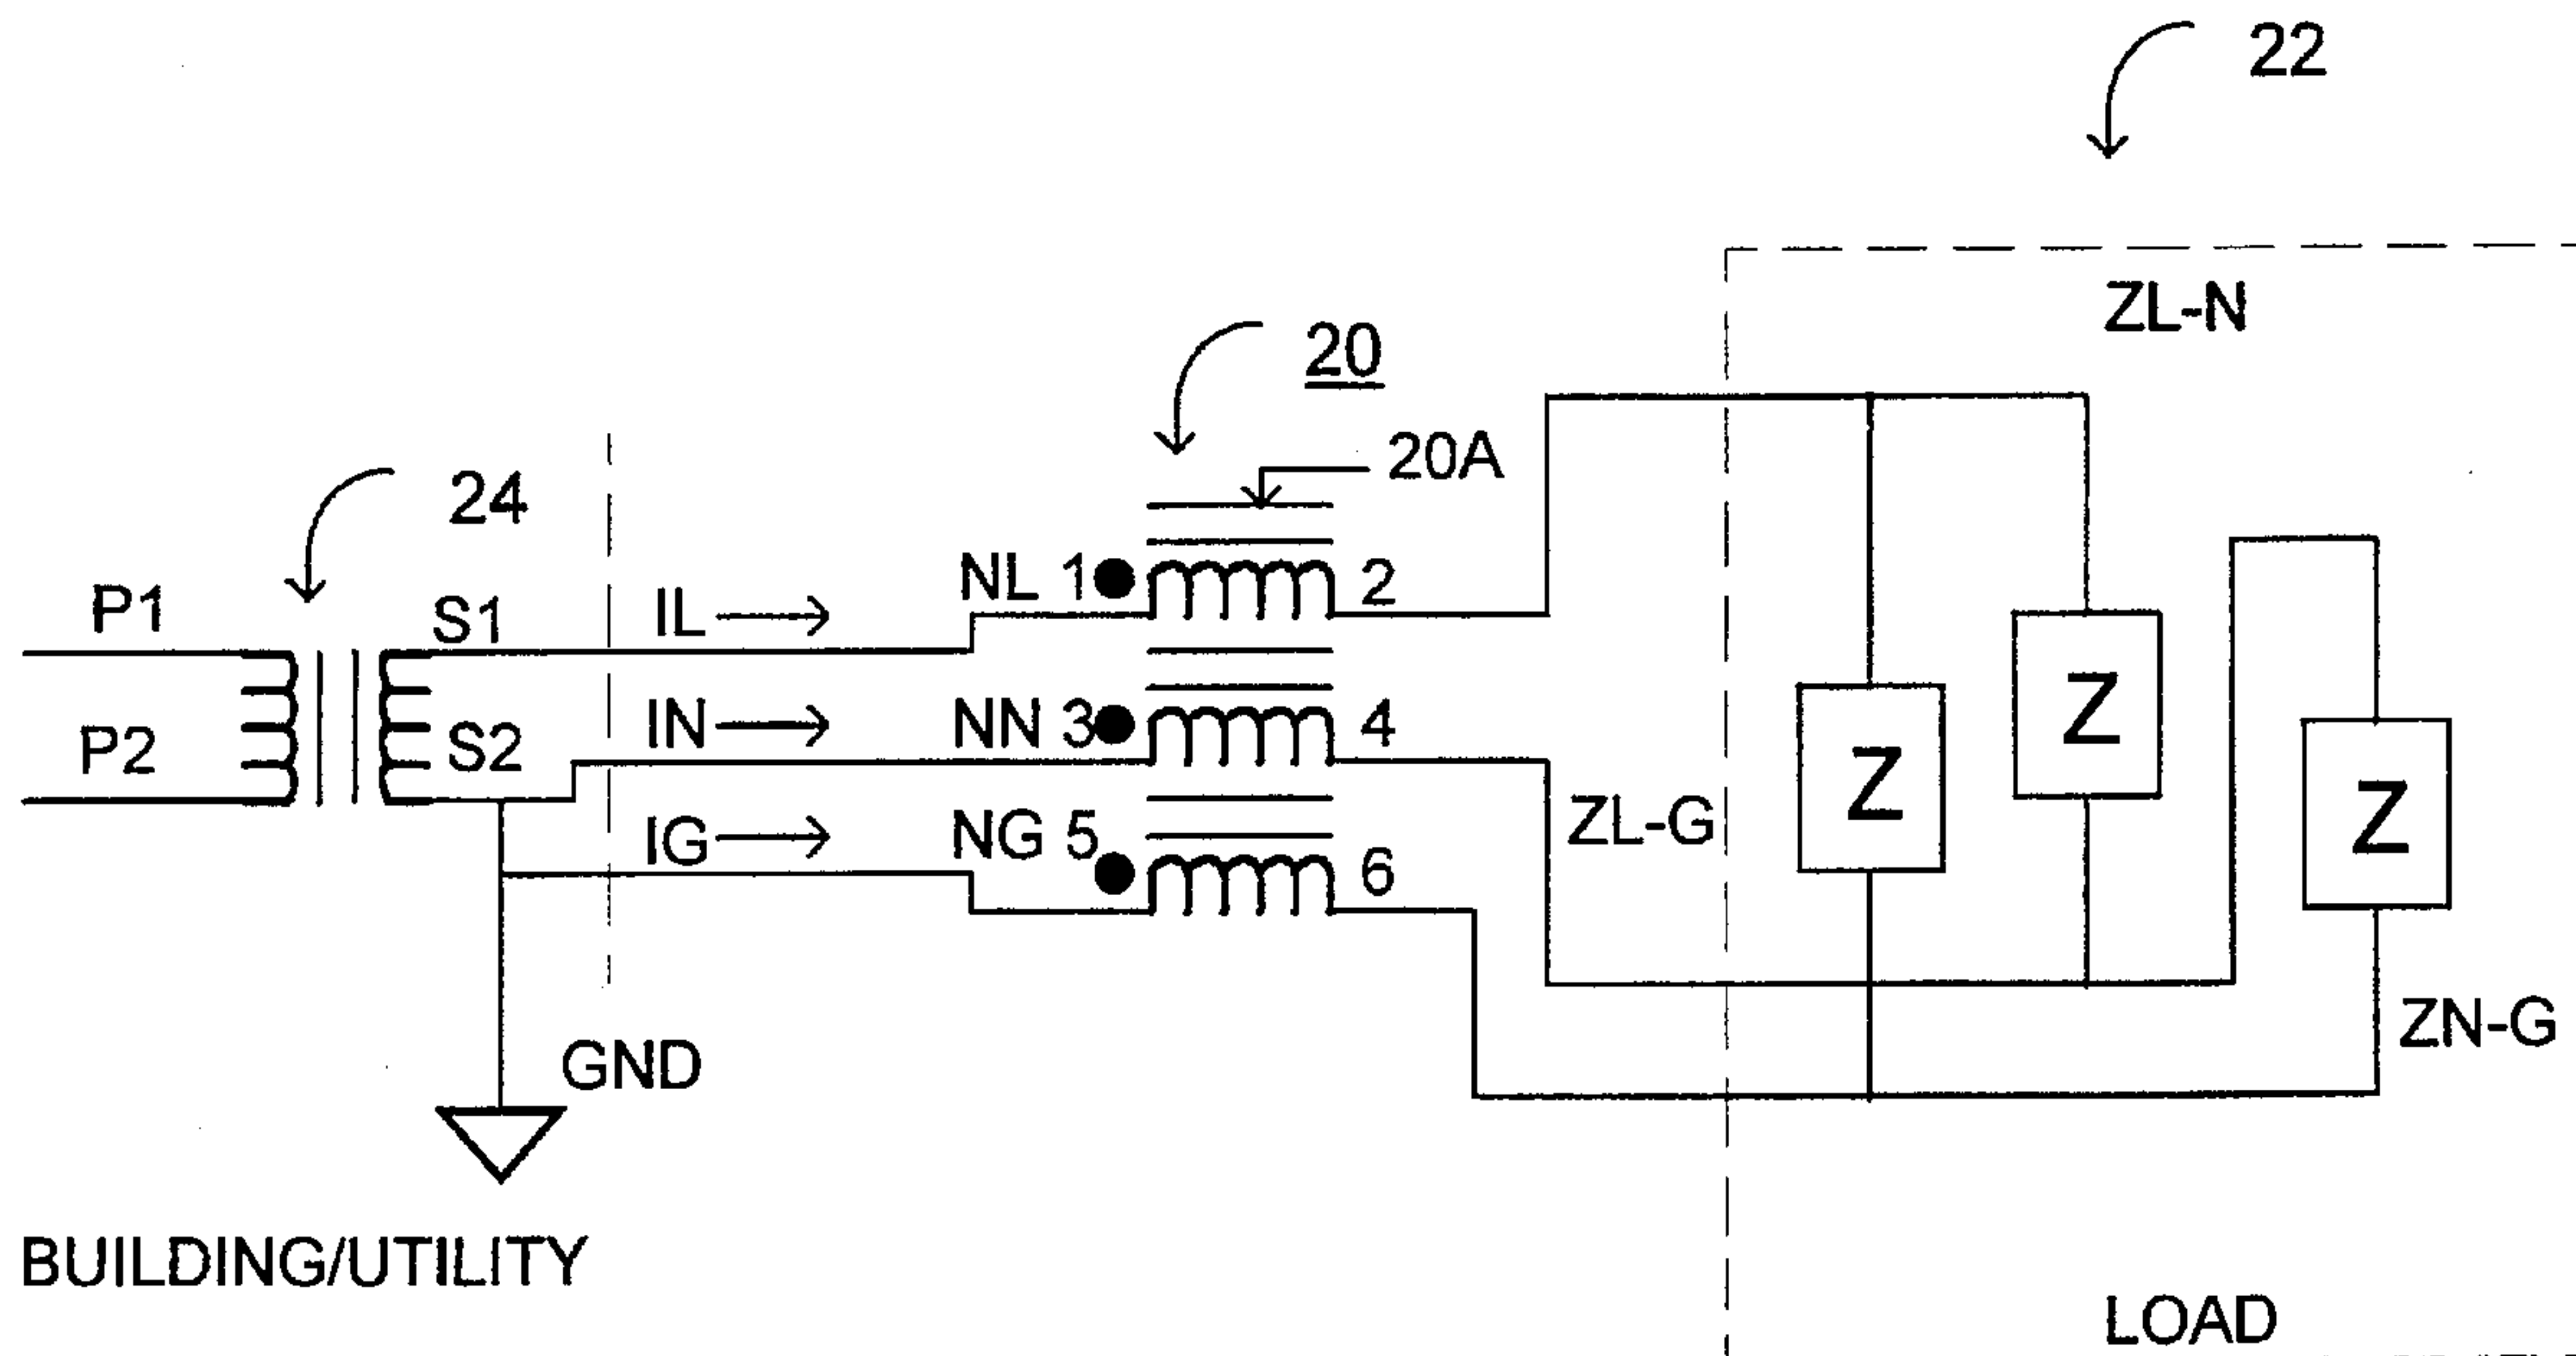 22
ZL-N
20
20A
24
P1
S1
IL
NL 1
2
P2
S2
IN
NN 3
4
Z
Z
Z
ZL-G
IG
NG 5
6
ZN-G
GND
BUILDING/UTILITY
LOAD